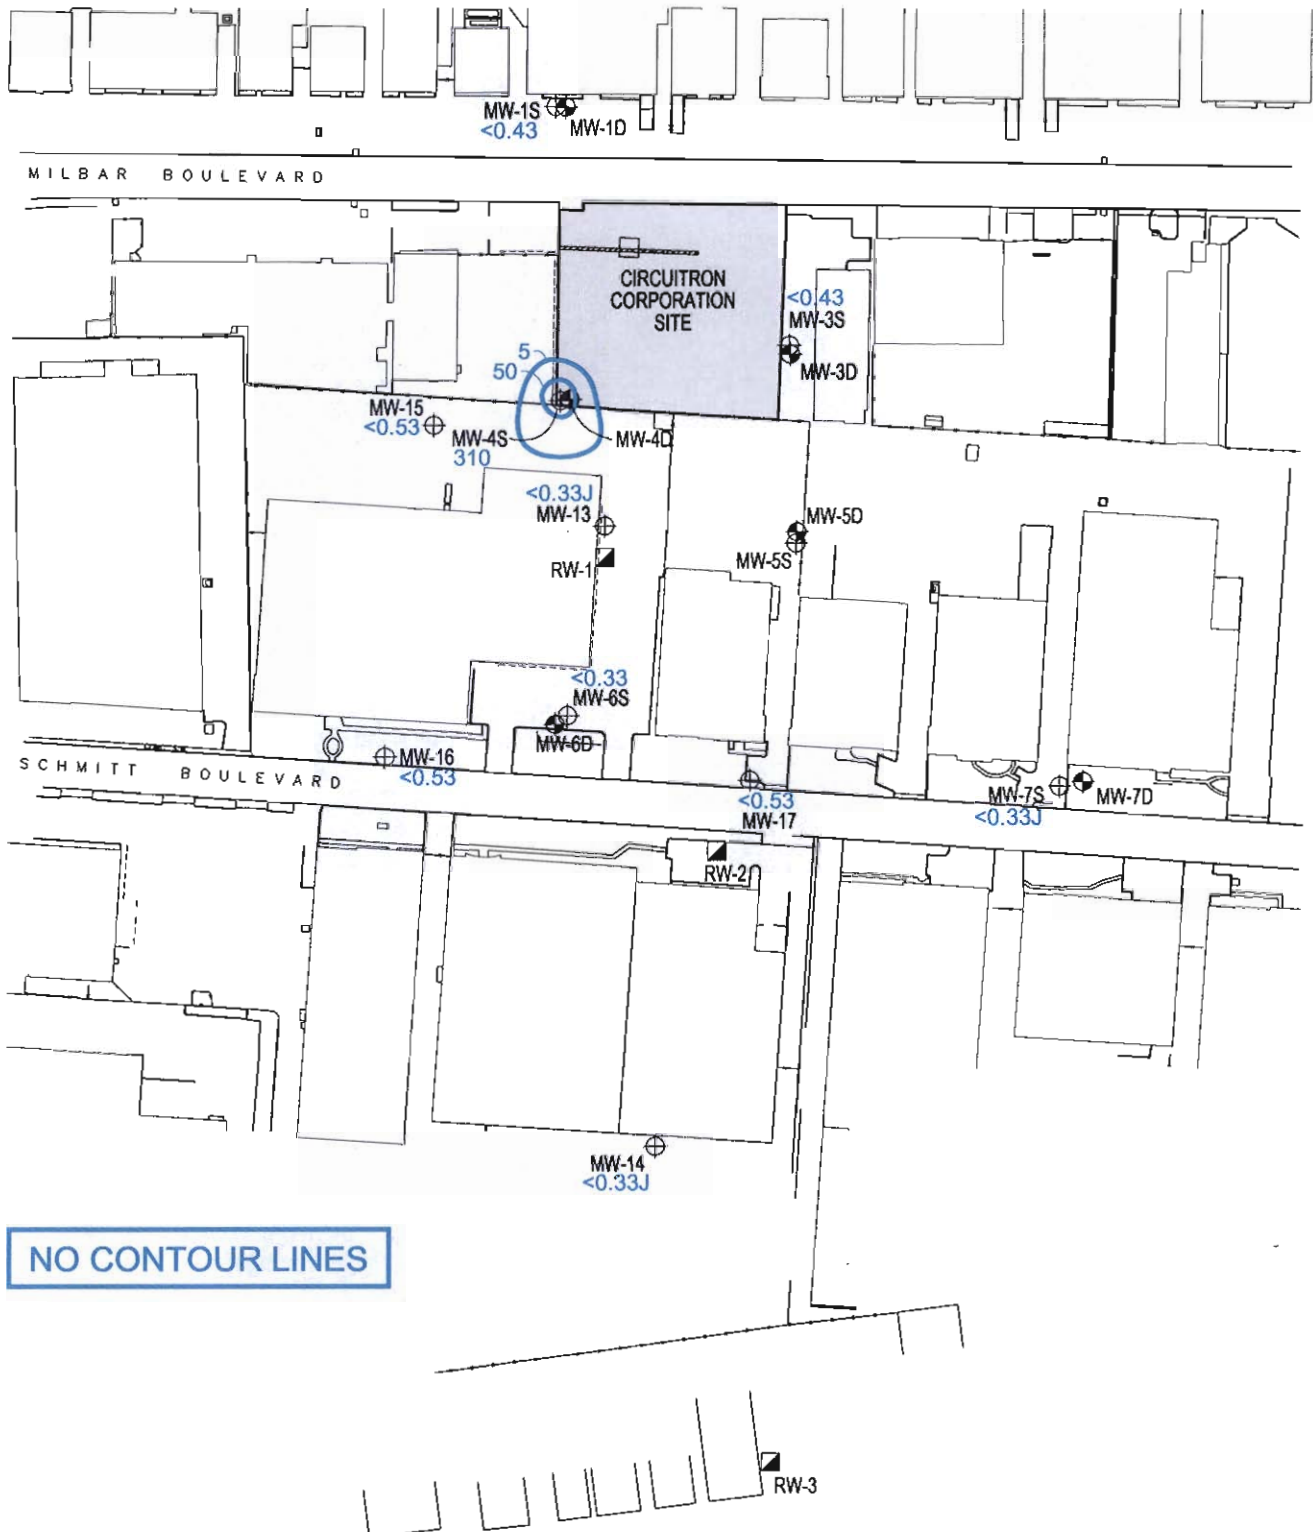 MW-1S
<0.43
MW-1D
MILBAR BOULEVARD
CIRCUITRON
CORPORATION
SITE
<0.43
MW-3S
MW-3D
5
50
MW-15
<0.53
MW-4S
310
MW-4D
<0.33J
MW-13
RW-1
MW-5D
MW-5S
<0.33
MW-6S
MW-6D
MW-16
<0.53
SCHMITT BOULEVARD
<0.53
MW-17
MW-7S
<0.33J
MW-7D
RW-2
MW-14
<0.33J
NO CONTOUR LINES
RW-3